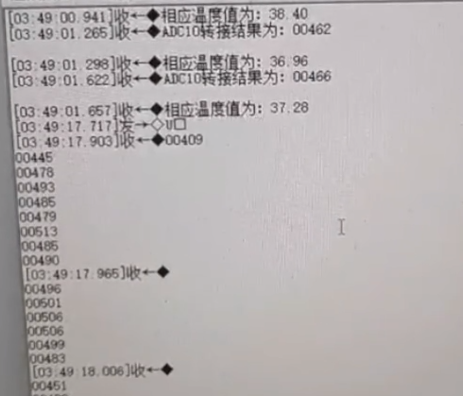 [03:49:00.941]收←◆相应温度值为: 38.40
[03:49:01.265]收←◆ADC10转接结果为: 00462
[03:49:01.298]收←◆相应温度值为: 36.96
[03:49:01.622]收←◆ADC10转接结果为: 00466
[03:49:01.657]收←◆相应温度值为: 37.28
[03:49:17.717]发→◇U□
[03:49:17.903]收←◆00409
00445
00478
00493
00485
00479
00513
00485
00490
[03:49:17.965]收←◆
00496
00501
00506
00506
00499
00483
[03:49:18.006]收←◆
00451